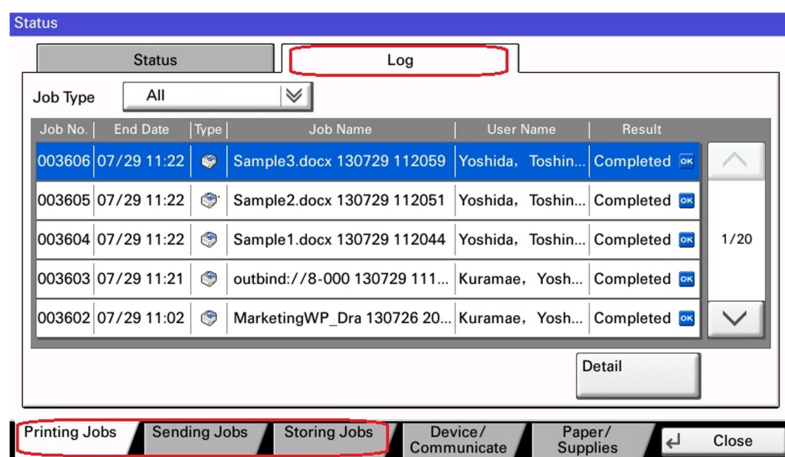 Status
Status Log
Job Type All
Job No. End Date Type Job Name User Name Result
003606 07/29 11:22 Sample3.docx 130729 112059 Yoshida, Toshin... Completed OK
003605 07/29 11:22 Sample2.docx 130729 112051 Yoshida, Toshin... Completed OK
003604 07/29 11:22 Sample1.docx 130729 112044 Yoshida, Toshin... Completed OK
1/20
003603 07/29 11:21 outbind://8-000 130729 111... Kuramae, Yosh... Completed OK
003602 07/29 11:02 MarketingWP_Dra 130726 20... Kuramae, Yosh... Completed OK
Detail
Printing Jobs Sending Jobs Storing Jobs Device/
Communicate Paper/
Supplies Close